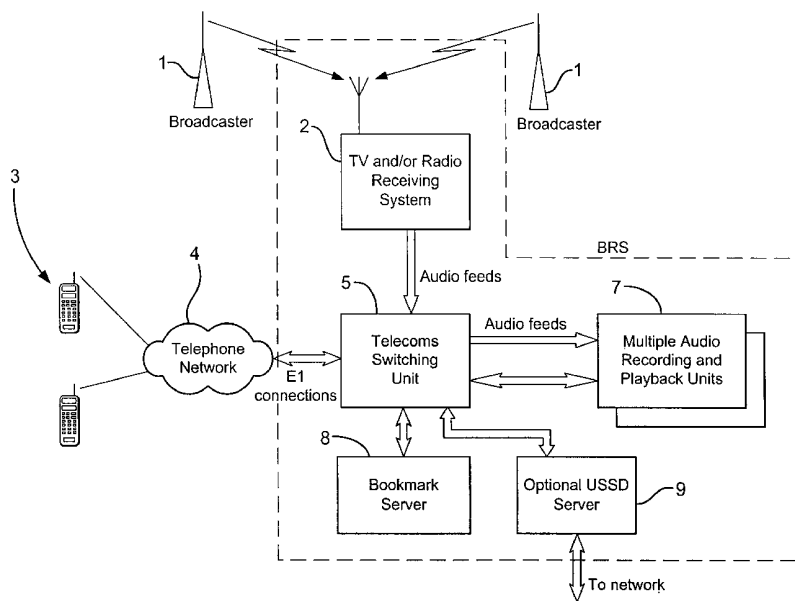 1
1
Broadcaster
Broadcaster
2
TV and/or Radio
Receiving
System
3
BRS
4
Audio feeds
5
7
Audio feeds
Telephone
Network
Telecoms
Switching
Unit
Multiple Audio
Recording and
Playback Units
E1
connections
8
Bookmark
Server
Optional USSD
Server
9
To network